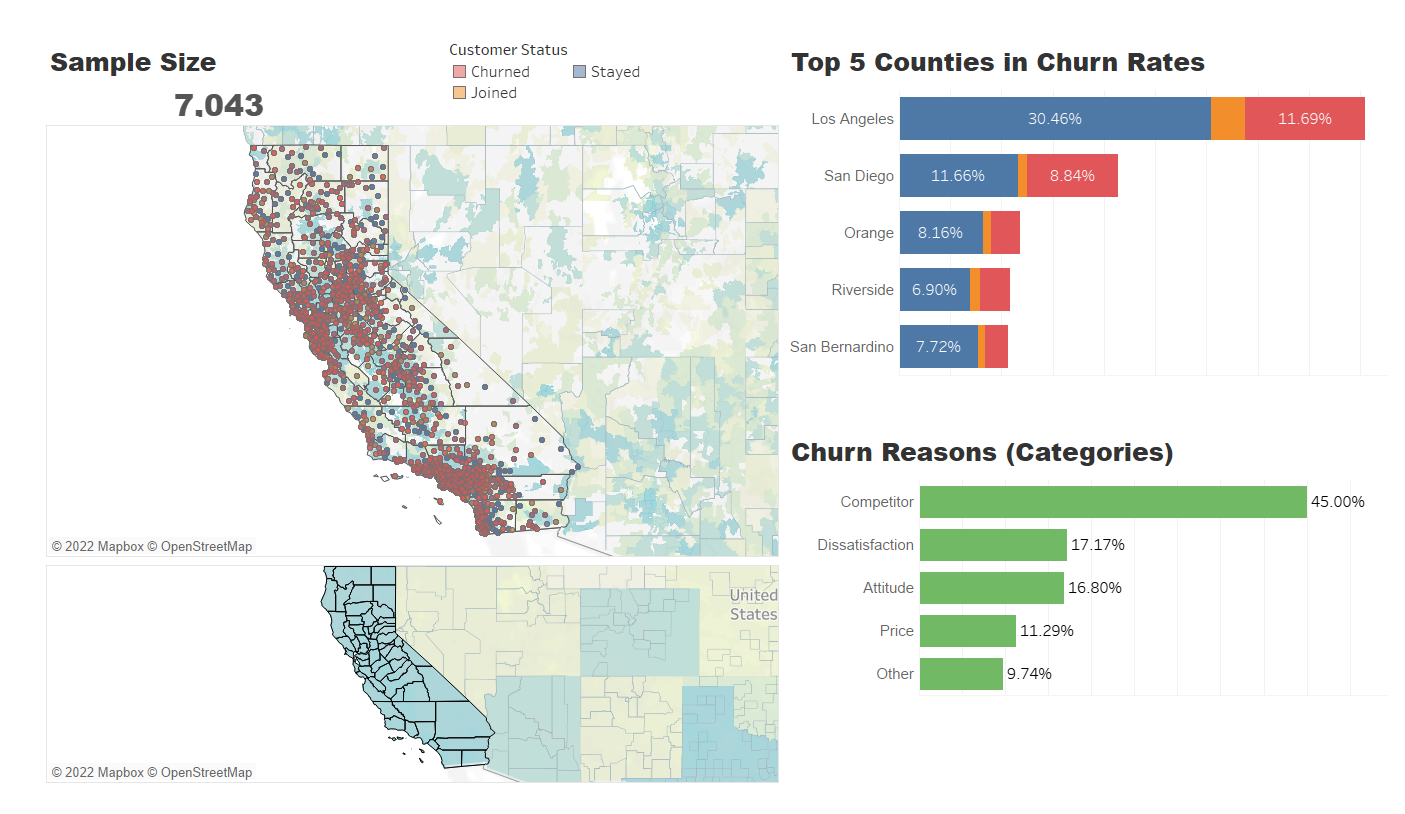 Sample Size
7,043
Customer Status
Churned
Stayed
Joined
© 2022 Mapbox © OpenStreetMap
United
States
© 2022 Mapbox © OpenStreetMap
Top 5 Counties in Churn Rates
Los Angeles 30.46% 11.69%
San Diego 11.66% 8.84%
Orange 8.16%
Riverside 6.90%
San Bernardino 7.72%
Churn Reasons (Categories)
Competitor 45.00%
Dissatisfaction 17.17%
Attitude 16.80%
Price 11.29%
Other 9.74%